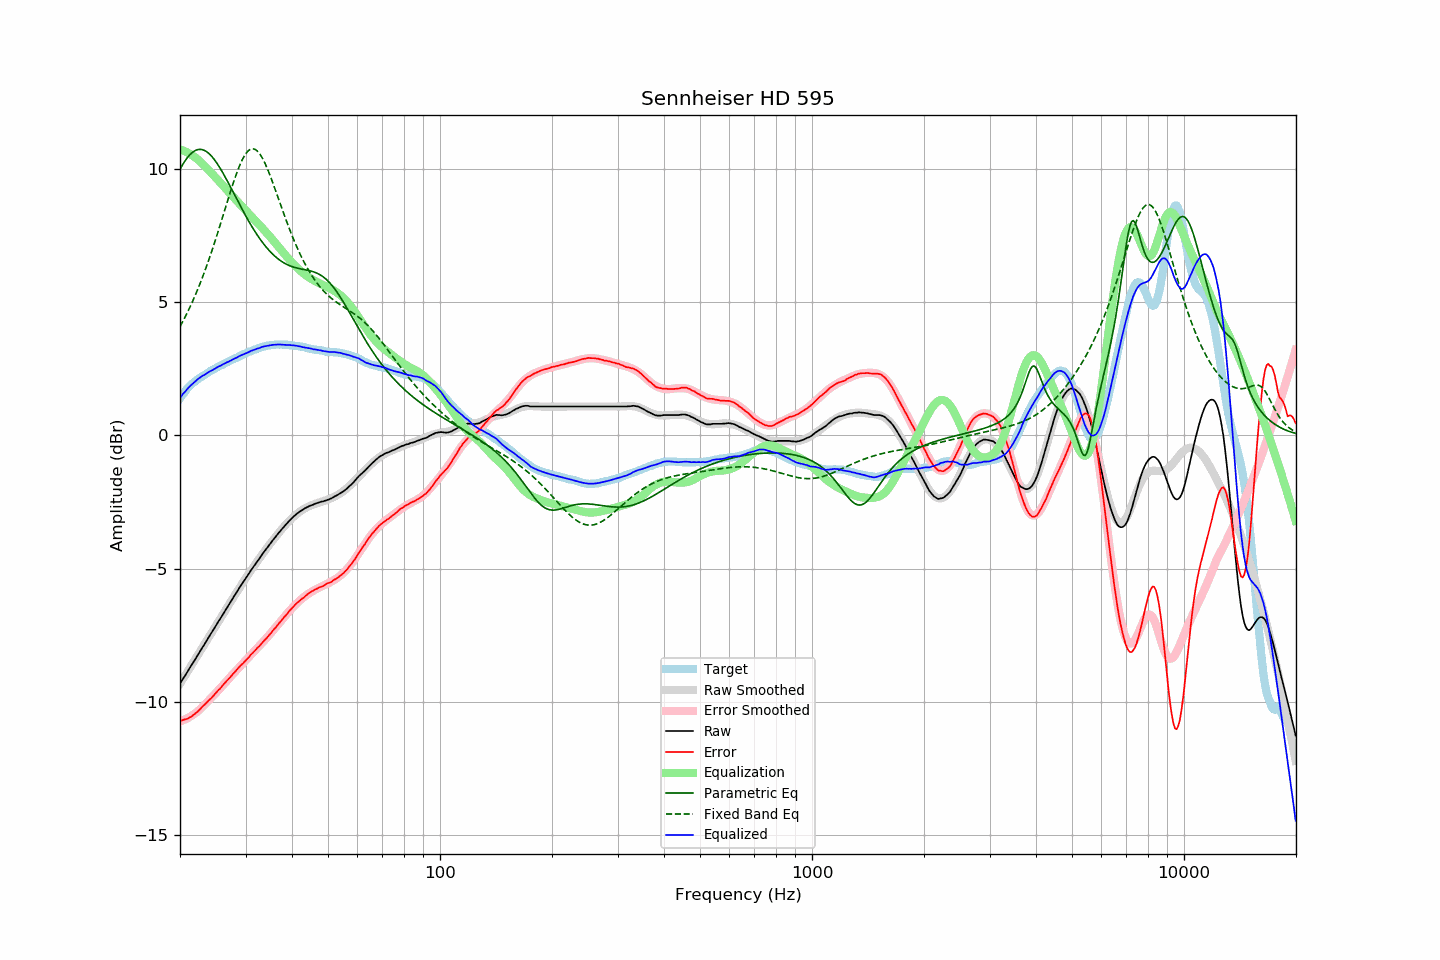 Sennheiser HD 595
Amplitude (dBr)
10
5
0
−5
−10
−15
Target
Raw Smoothed
Error Smoothed
Raw
Error
Equalization
Parametric Eq
Fixed Band Eq
Equalized
100
1000
10000
Frequency (Hz)